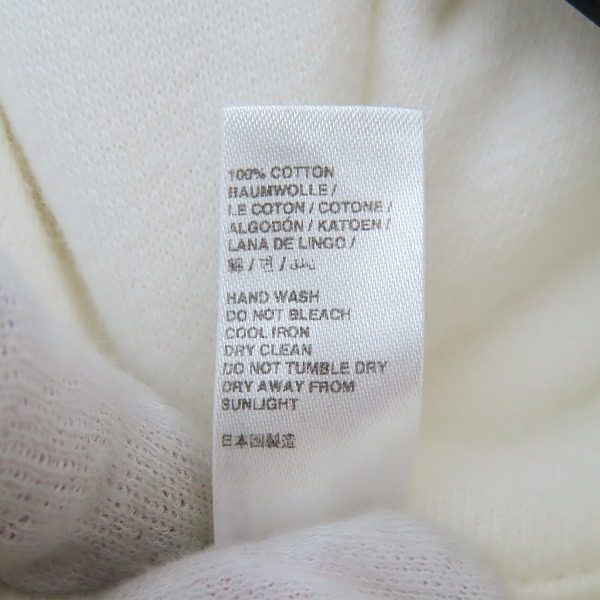 100% COTTON
BAUMWOLLE /
LE COTON / COTONE /
ALGODÓN / KATOEN /
LANA DE LINGO /
綿 / 면 /
HAND WASH
DO NOT BLEACH
COOL IRON
DRY CLEAN
DO NOT TUMBLE DRY
DRY AWAY FROM
SUNLIGHT
日本国製造